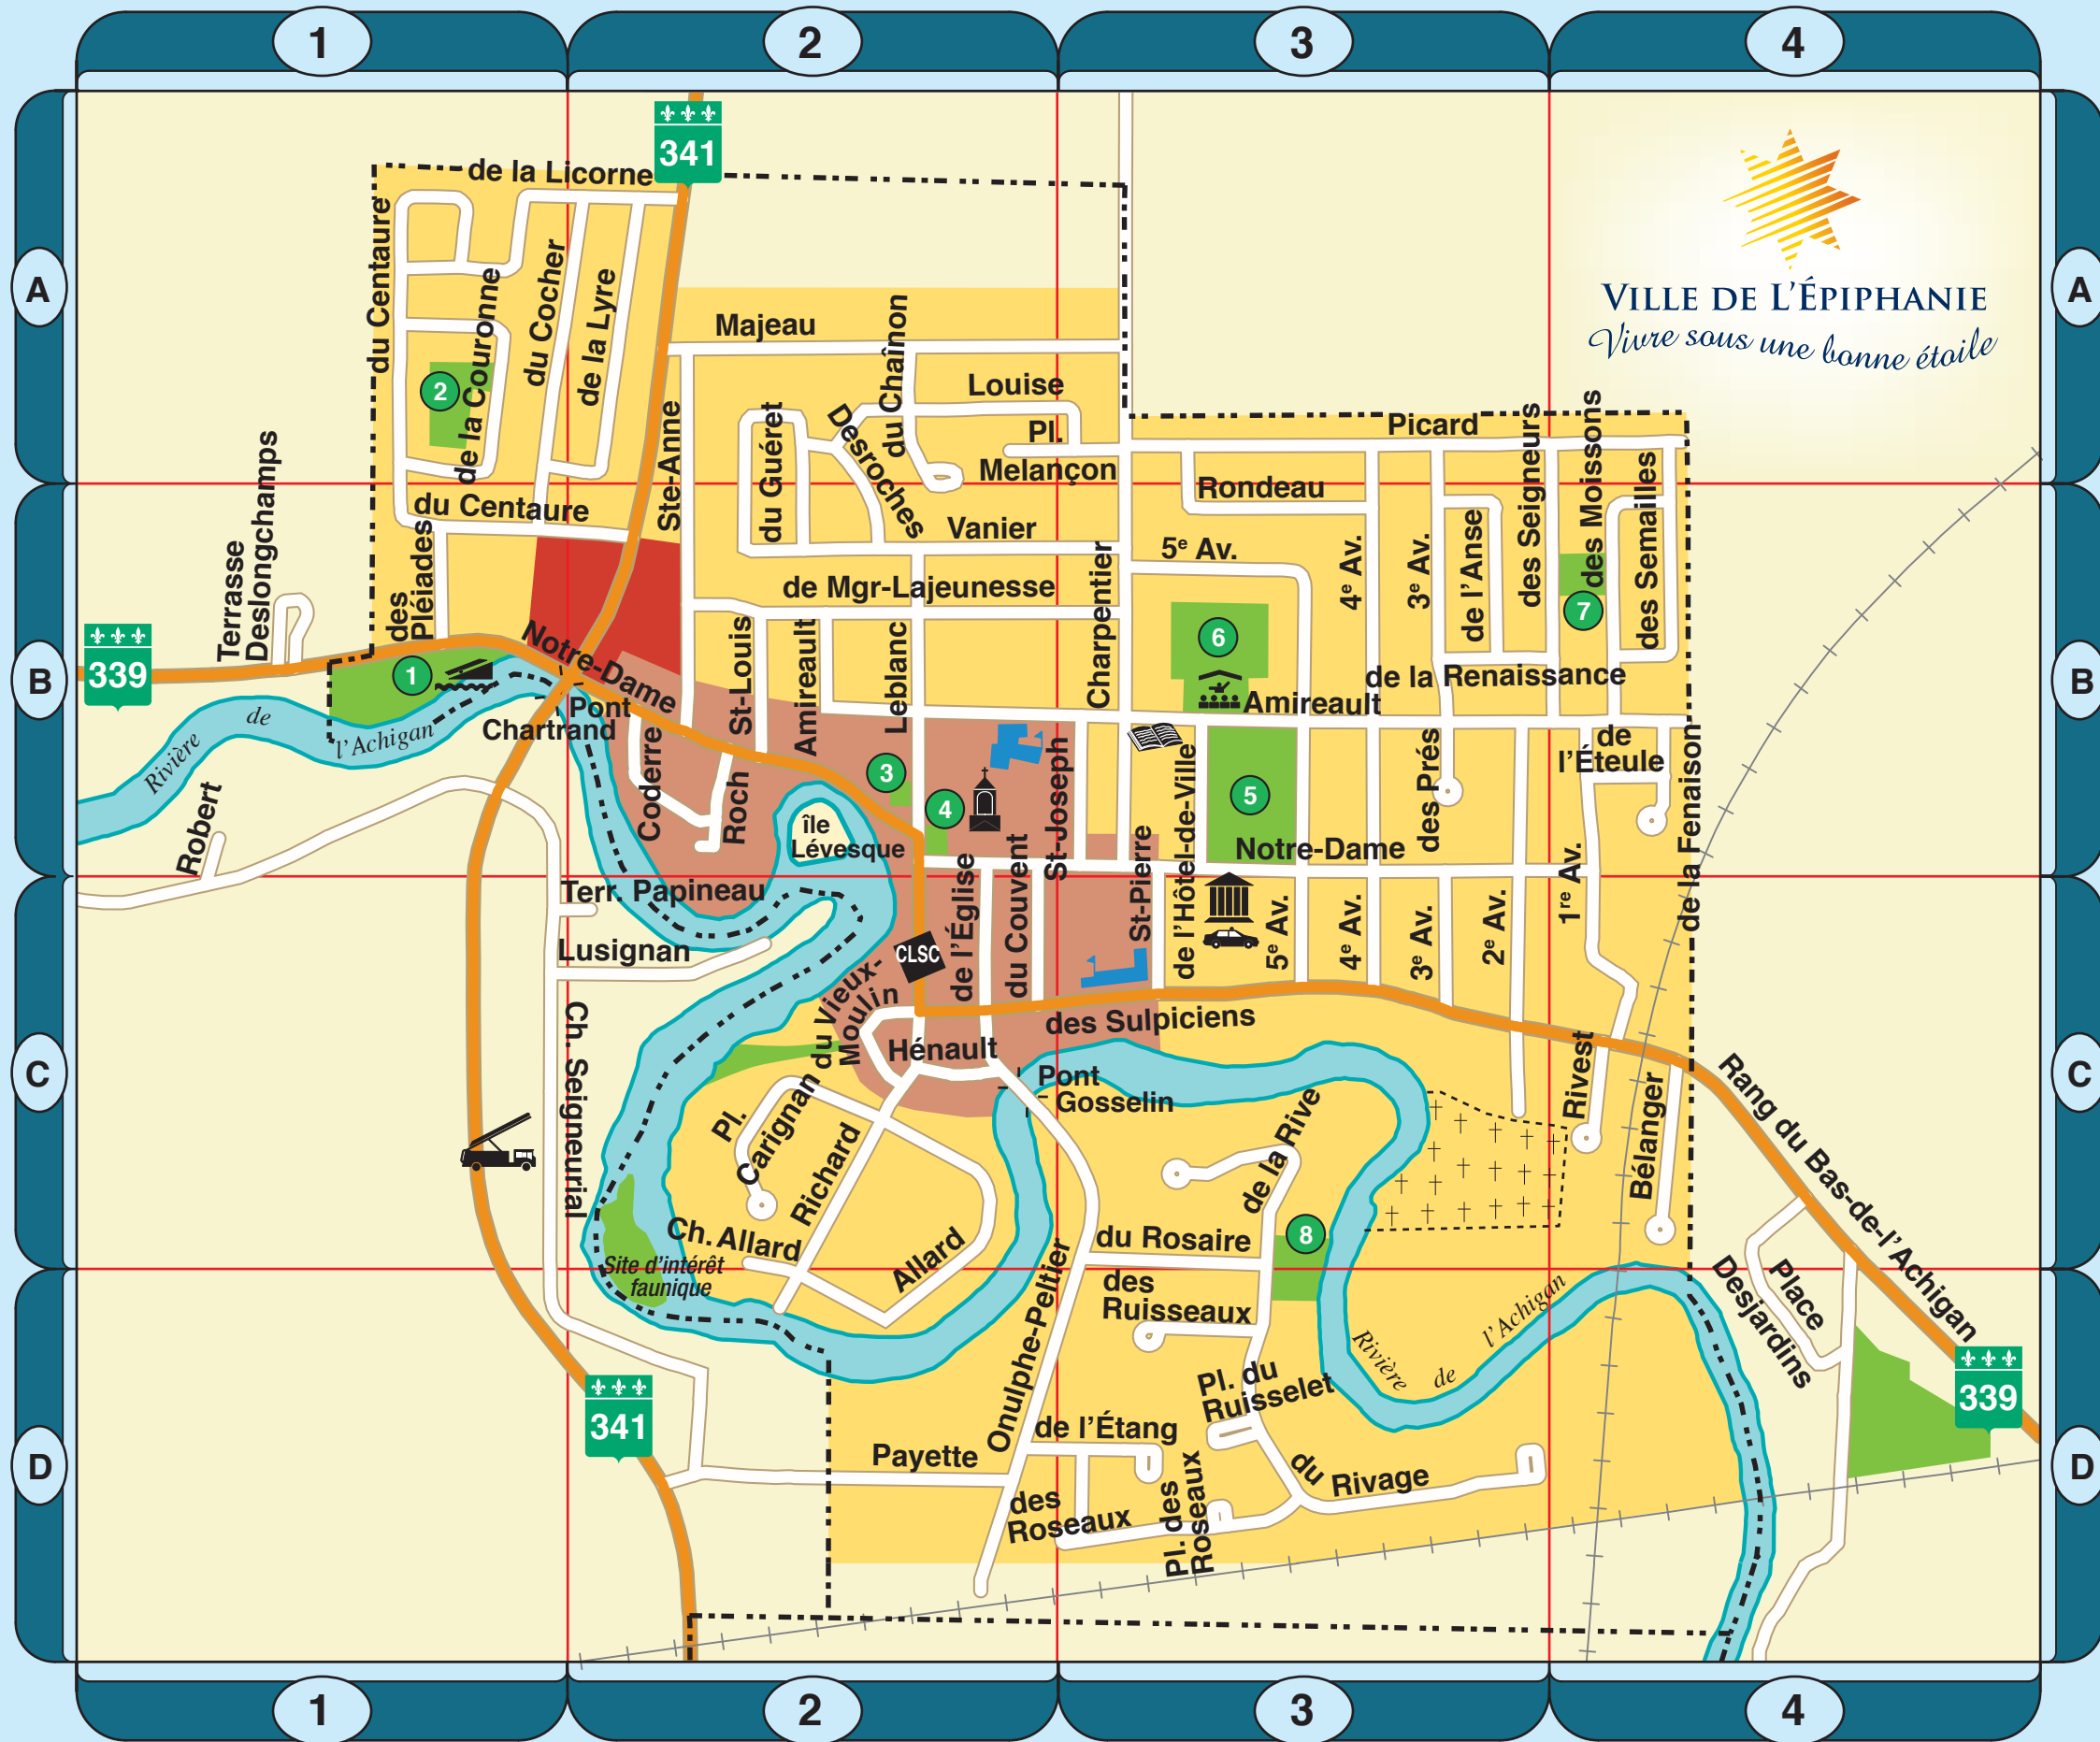 1
2
3
4
A
A
B
B
C
C
D
D
1
2
3
4
VILLE DE L'ÉPIPHANIE
Vivre sous une bonne étoile
341
de la Licorne
du Centaure
de la Couronne
du Cocher
de la Lyre
2
Majeau
du Chaînon
Louise
Pl.
Melançon
Desroches
du Guéret
Ste-Anne
Picard
Rondeau
des Seigneurs
des Moissons
des Semailles
Terrasse
Deslongchamps
du Centaure
des
Pléiades
Vanier
5e Av.
de Mgr-Lajeunesse
Charpentier
4e Av.
3e Av.
de l'Anse
7
6
339
1
Notre-Dame
St-Louis
Amireault
Leblanc
de la Renaissance
Amireault
Pont
Chartrand
Rivière
de
l'Achigan
Robert
Coderre
Roch
3
4
île
Lévesque
St-Joseph
de l'Hôtel-de-Ville
5
des Prés
de
l'Éteule
de la Fenaison
Notre-Dame
Terr. Papineau
Lusignan
CLSC
de l'Église
du Couvent
St-Pierre
5e Av.
4e Av.
3e Av.
2e Av.
1re Av.
du Vieux-
Moulin
des Sulpiciens
Hénault
Pont
Gosselin
Ch. Seigneurial
Pl.
Carignan
Richard
Ch. Allard
Allard
Site d'intérêt
faunique
de la Rive
Rivest
Bélanger
Rang du Bas-de-l'Achigan
du Rosaire
8
des
Ruisseaux
Onulphe-Peltier
Pl. du
Ruisselet
Rivière
de
l'Achigan
Place
Desjardins
339
341
Payette
de l'Étang
des
Roseaux
Pl. des
Roseaux
du
Rivage